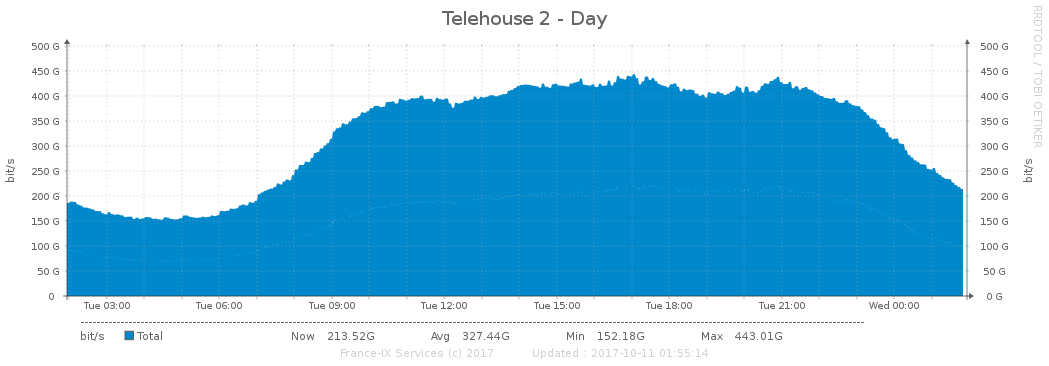 Telehouse 2 - Day
RRDTOOL / TOBI OETIKER
bit/s
500 G 500 G
450 G 450 G
400 G 400 G
350 G 350 G
300 G 300 G
250 G 250 G
200 G 200 G
150 G 150 G
100 G 100 G
50 G 50 G
0 0 G
bit/s
Tue 03:00 Tue 06:00 Tue 09:00 Tue 12:00 Tue 15:00 Tue 18:00 Tue 21:00 Wed 00:00
bit/s Total Now 213.52G Avg 327.44G Min 152.18G Max 443.01G
France-IX Services (c) 2017 Updated : 2017-10-11 01:55:14